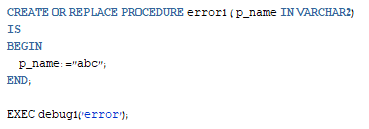 CREATE OR REPLACE PROCEDURE error1 ( p_name IN VARCHAR2)
IS
BEGIN
p_name:="abc";
END;
EXEC debug1('error');